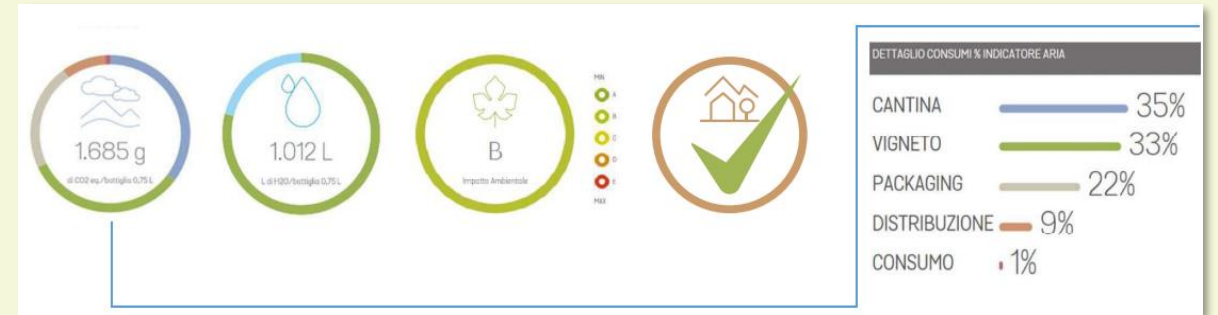 1.685 g
di CO2 eq./bottiglia 0,75 L
1.012 L
L di H2O/bottiglia 0,75 L
B
Impatto Ambientale
MIN
A
B
C
D
E
MAX
DETTAGLIO CONSUMI % INDICATORE ARIA
CANTINA 35%
VIGNETO 33%
PACKAGING 22%
DISTRIBUZIONE 9%
CONSUMO 1%